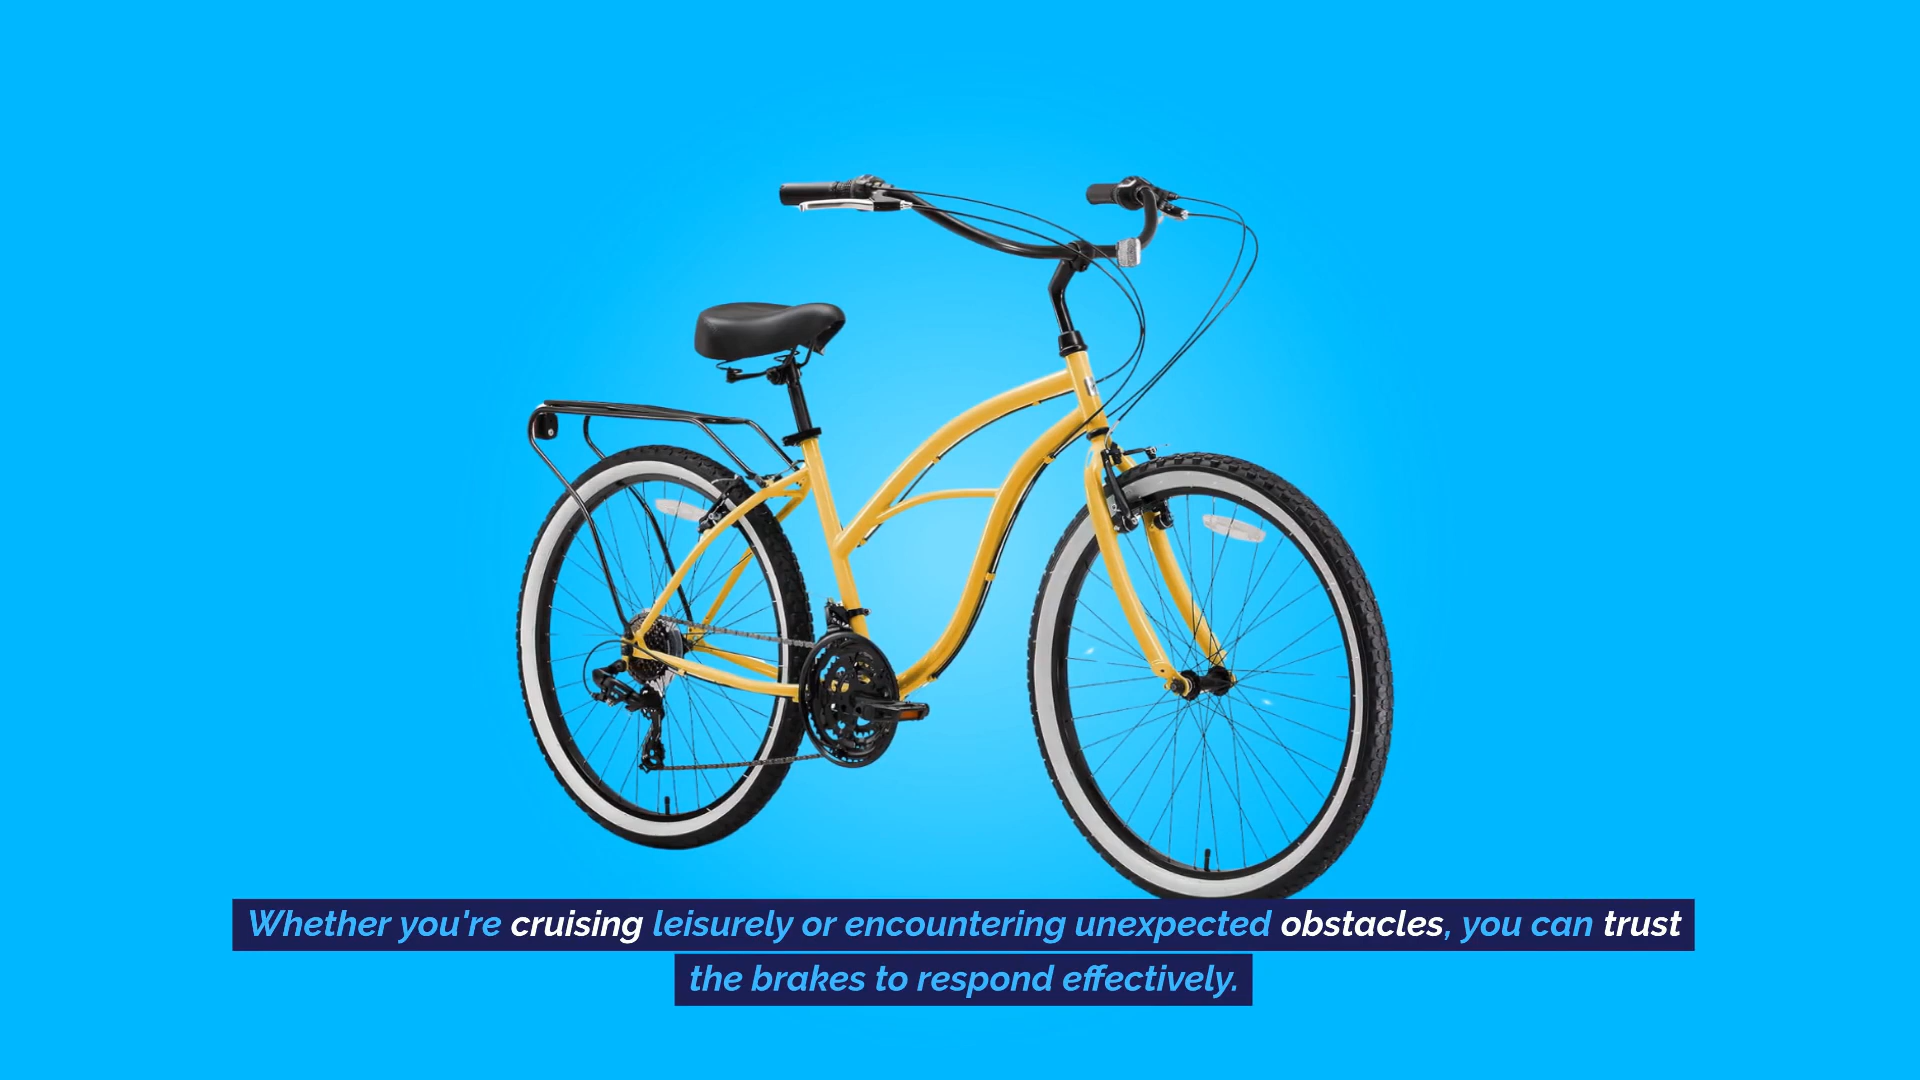 Whether you're cruising leisurely or encountering unexpected obstacles, you can trust
the brakes to respond effectively.